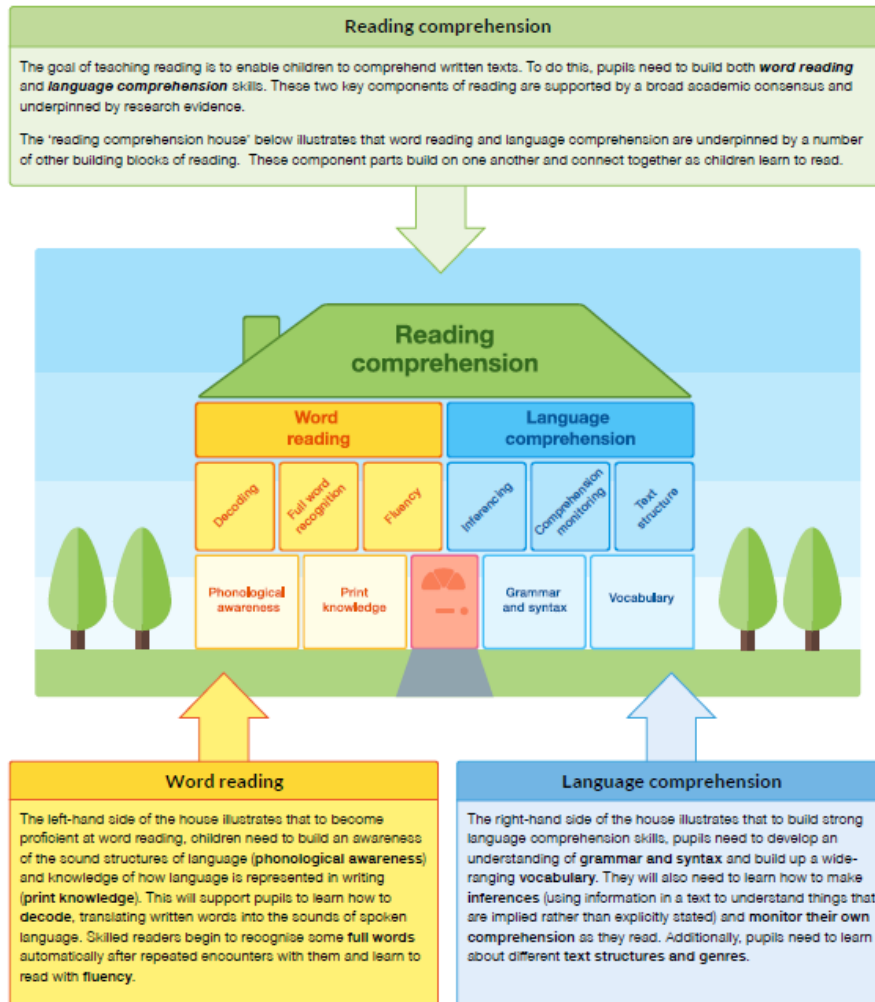 Reading comprehension
The goal of teaching reading is to enable children to comprehend written texts. To do this, pupils need to build both word reading
and language comprehension skills. These two key components of reading are supported by a broad academic consensus and
underpinned by research evidence.
The ‘reading comprehension house’ below illustrates that word reading and language comprehension are underpinned by a number
of other building blocks of reading. These component parts build on one another and connect together as children learn to read.
Reading
comprehension
Word
reading
Language
comprehension
Decoding
Full word
recognition
Fluency
Inferencing
Comprehension
monitoring
Text
structure
Phonological
awareness
Print
knowledge
Grammar
and syntax
Vocabulary
Word reading
The left-hand side of the house illustrates that to become
proficient at word reading, children need to build an awareness
of the sound structures of language (phonological awareness)
and knowledge of how language is represented in writing
(print knowledge). This will support pupils to learn how to
decode, translating written words into the sounds of spoken
language. Skilled readers begin to recognise some full words
automatically after repeated encounters with them and learn to
read with fluency.
Language comprehension
The right-hand side of the house illustrates that to build strong
language comprehension skills, pupils need to develop an
understanding of grammar and syntax and build up a wide-
ranging vocabulary. They will also need to learn how to make
inferences (using information in a text to understand things that
are implied rather than explicitly stated) and monitor their own
comprehension as they read. Additionally, pupils need to learn
about different text structures and genres.